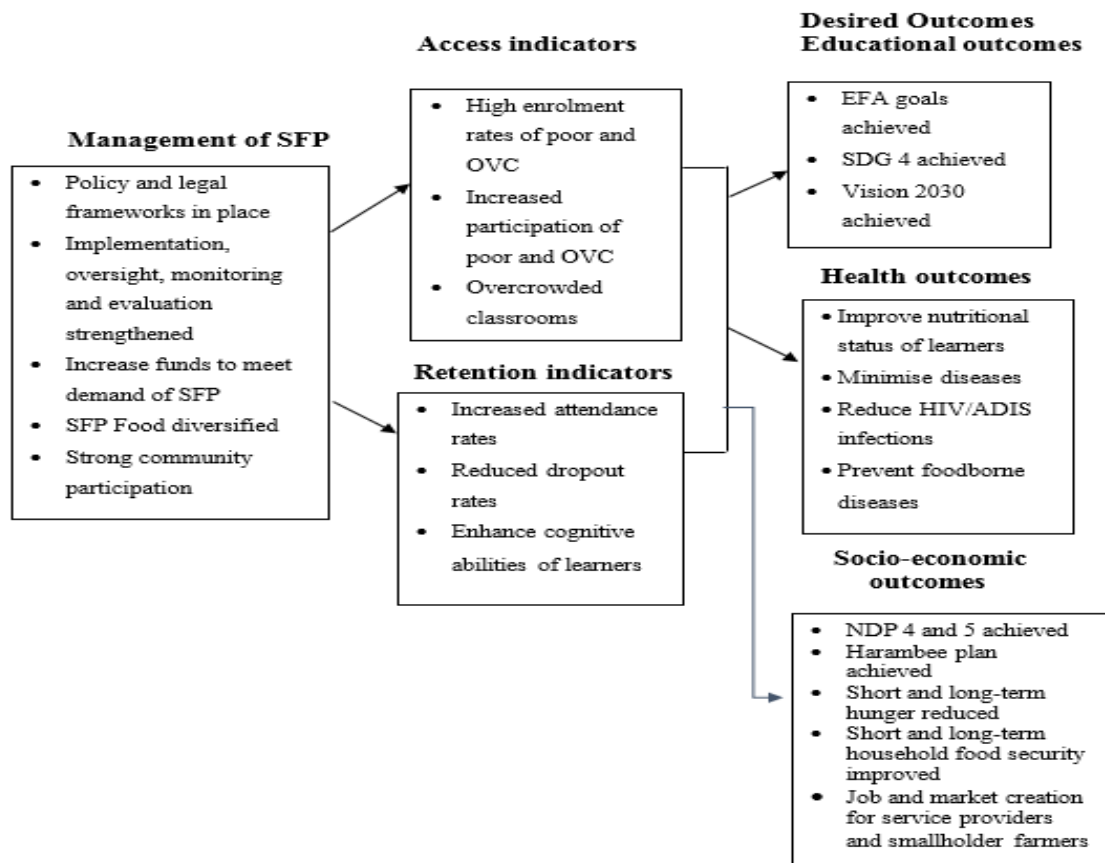 Management of SFP
• Policy and legal
frameworks in place
• Implementation,
oversight, monitoring
and evaluation
strengthened
• Increase funds to meet
demand of SFP
• SFP Food diversified
• Strong community
participation
Access indicators
• High enrolment
rates of poor and
OVC
• Increased
participation of
poor and OVC
• Overcrowded
classrooms
Retention indicators
• Increased attendance
rates
• Reduced dropout
rates
• Enhance cognitive
abilities of learners
Desired Outcomes
Educational outcomes
• EFA goals
achieved
• SDG 4 achieved
• Vision 2030
achieved
Health outcomes
• Improve nutritional
status of learners
• Minimise diseases
• Reduce HIV/ADIS
infections
• Prevent foodborne
diseases
Socio-economic
outcomes
• NDP 4 and 5 achieved
• Harambee plan
achieved
• Short and long-term
hunger reduced
• Short and long-term
household food security
improved
• Job and market creation
for service providers
and smallholder farmers